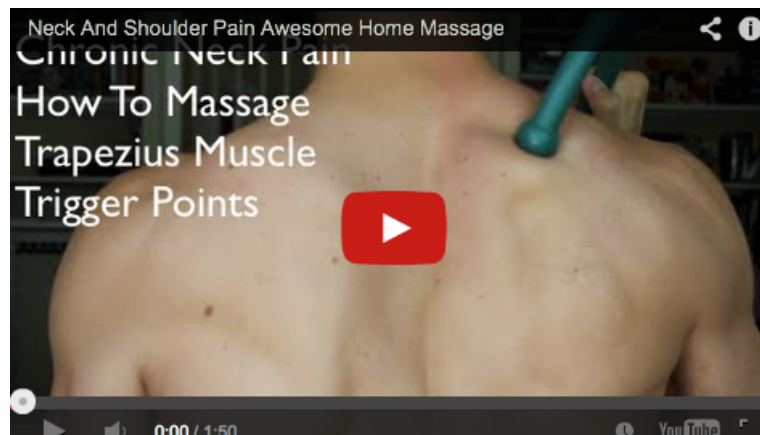 Neck And Shoulder Pain Awesome Home Massage
Chronic Neck Pain
How To Massage
Trapezius Muscle
Trigger Points
0:00 / 1:50
YouTube